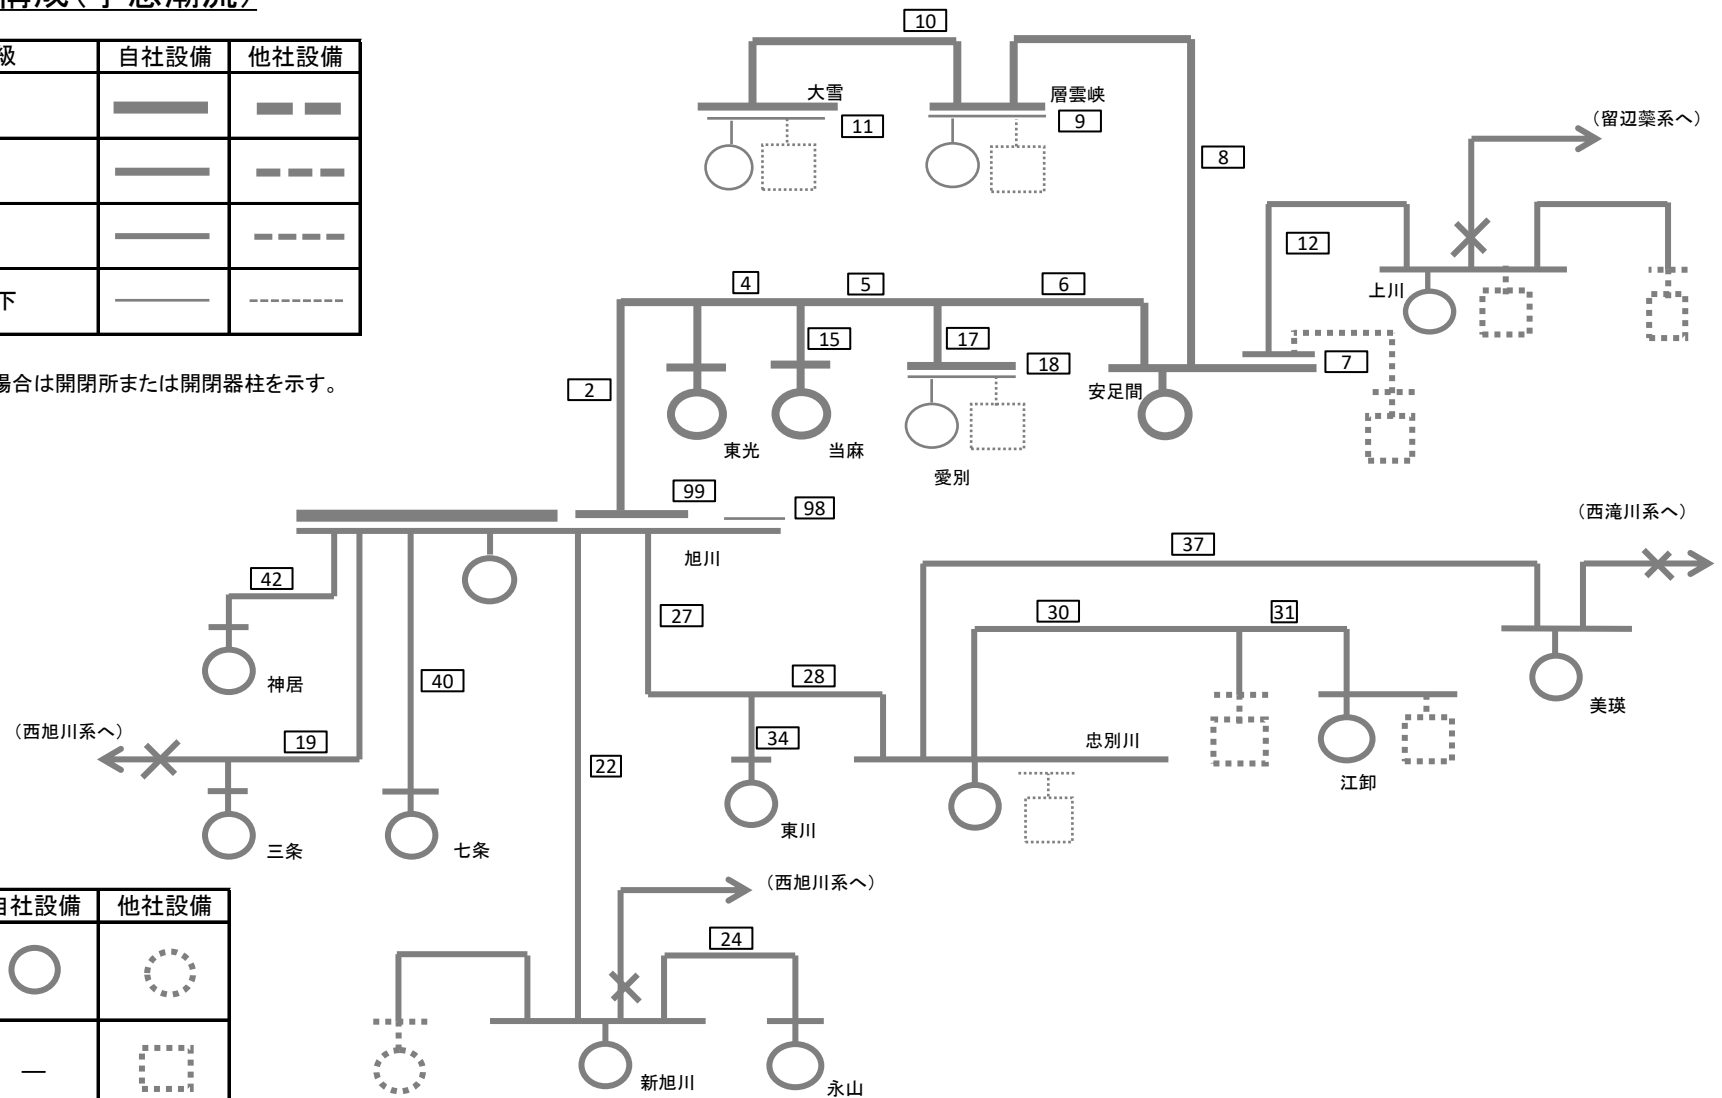 構成(予想潮流)
級
自社設備
他社設備
下
場合は開閉所または開閉器柱を示す。
10
大雪
11
層雲峡
9
8
(留辺蘂系へ)
12
上川
4
5
6
15
17
18
7
2
東光
当麻
愛別
安足間
99
98
旭川
(西滝川系へ)
37
42
27
30
31
神居
40
28
美瑛
(西旭川系へ)
19
34
22
忠別川
江卸
三条
七条
東川
(西旭川系へ)
自社設備
他社設備
24
―
新旭川
永山